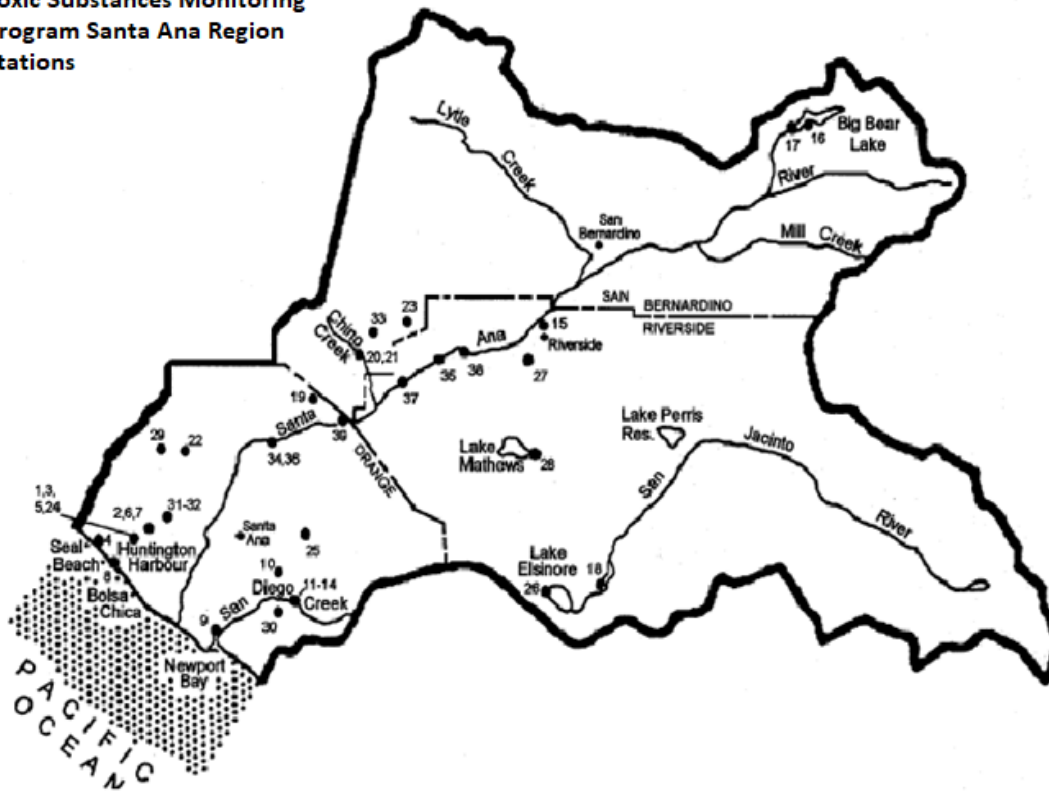 oxic Substances Monitoring
rogram Santa Ana Region
tations
Lytle
Creek
Big Bear
Lake
17 16
River
San
Bernardino
Mill Creek
SAN BERNARDINO
RIVERSIDE
Chino
Creek
33
23
20,21
15
Riverside
Ana
38
27
37
19
Santa
39
34,36
ORANGE
29
22
Lake Perris
Res.
Lake
Mathews
28
San
Jacinto
River
1,3,
5,24
2,6,7
31-32
4
Seal
Beach
Huntington
Harbour
8
Bolsa
Chica
Santa
Ana
25
10
Diego
11-14
Creek
San
9
30
Newport
Bay
Lake
Elsinore
26
18
PACIFIC
OCEAN